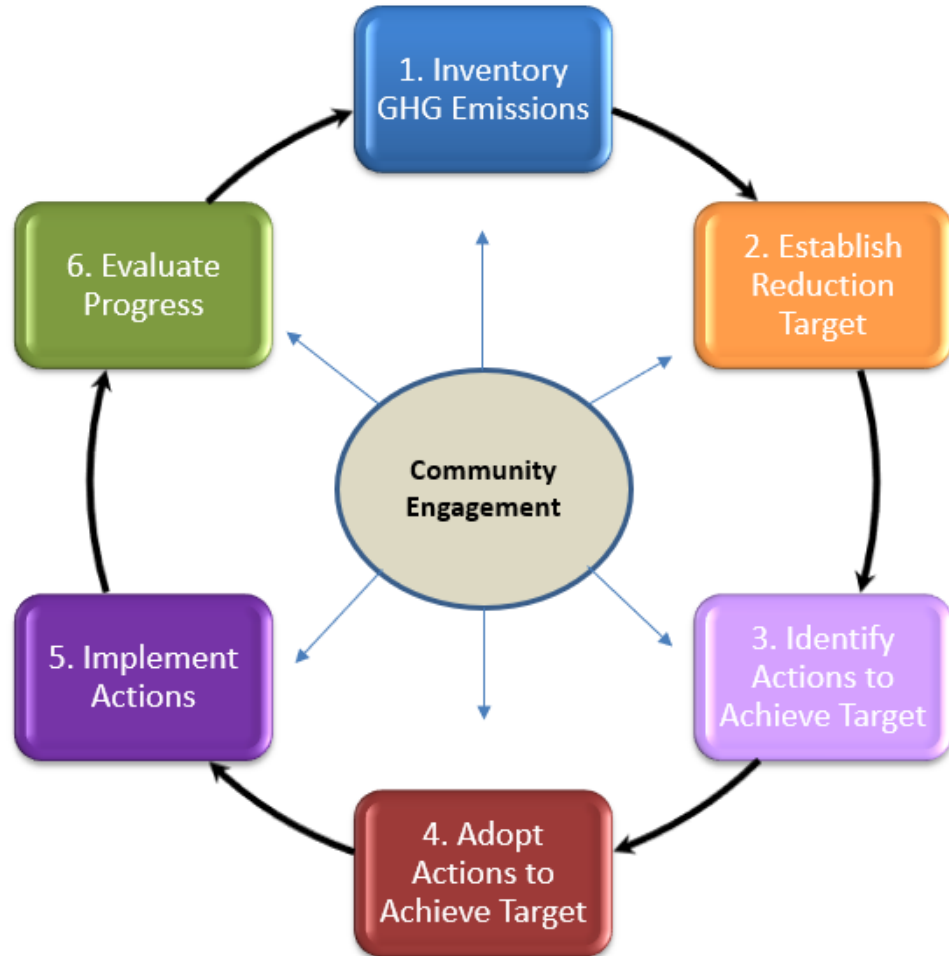 1. Inventory
GHG Emissions
2. Establish
Reduction
Target
3. Identify
Actions to
Achieve Target
4. Adopt
Actions to
Achieve Target
5. Implement
Actions
6. Evaluate
Progress
Community
Engagement